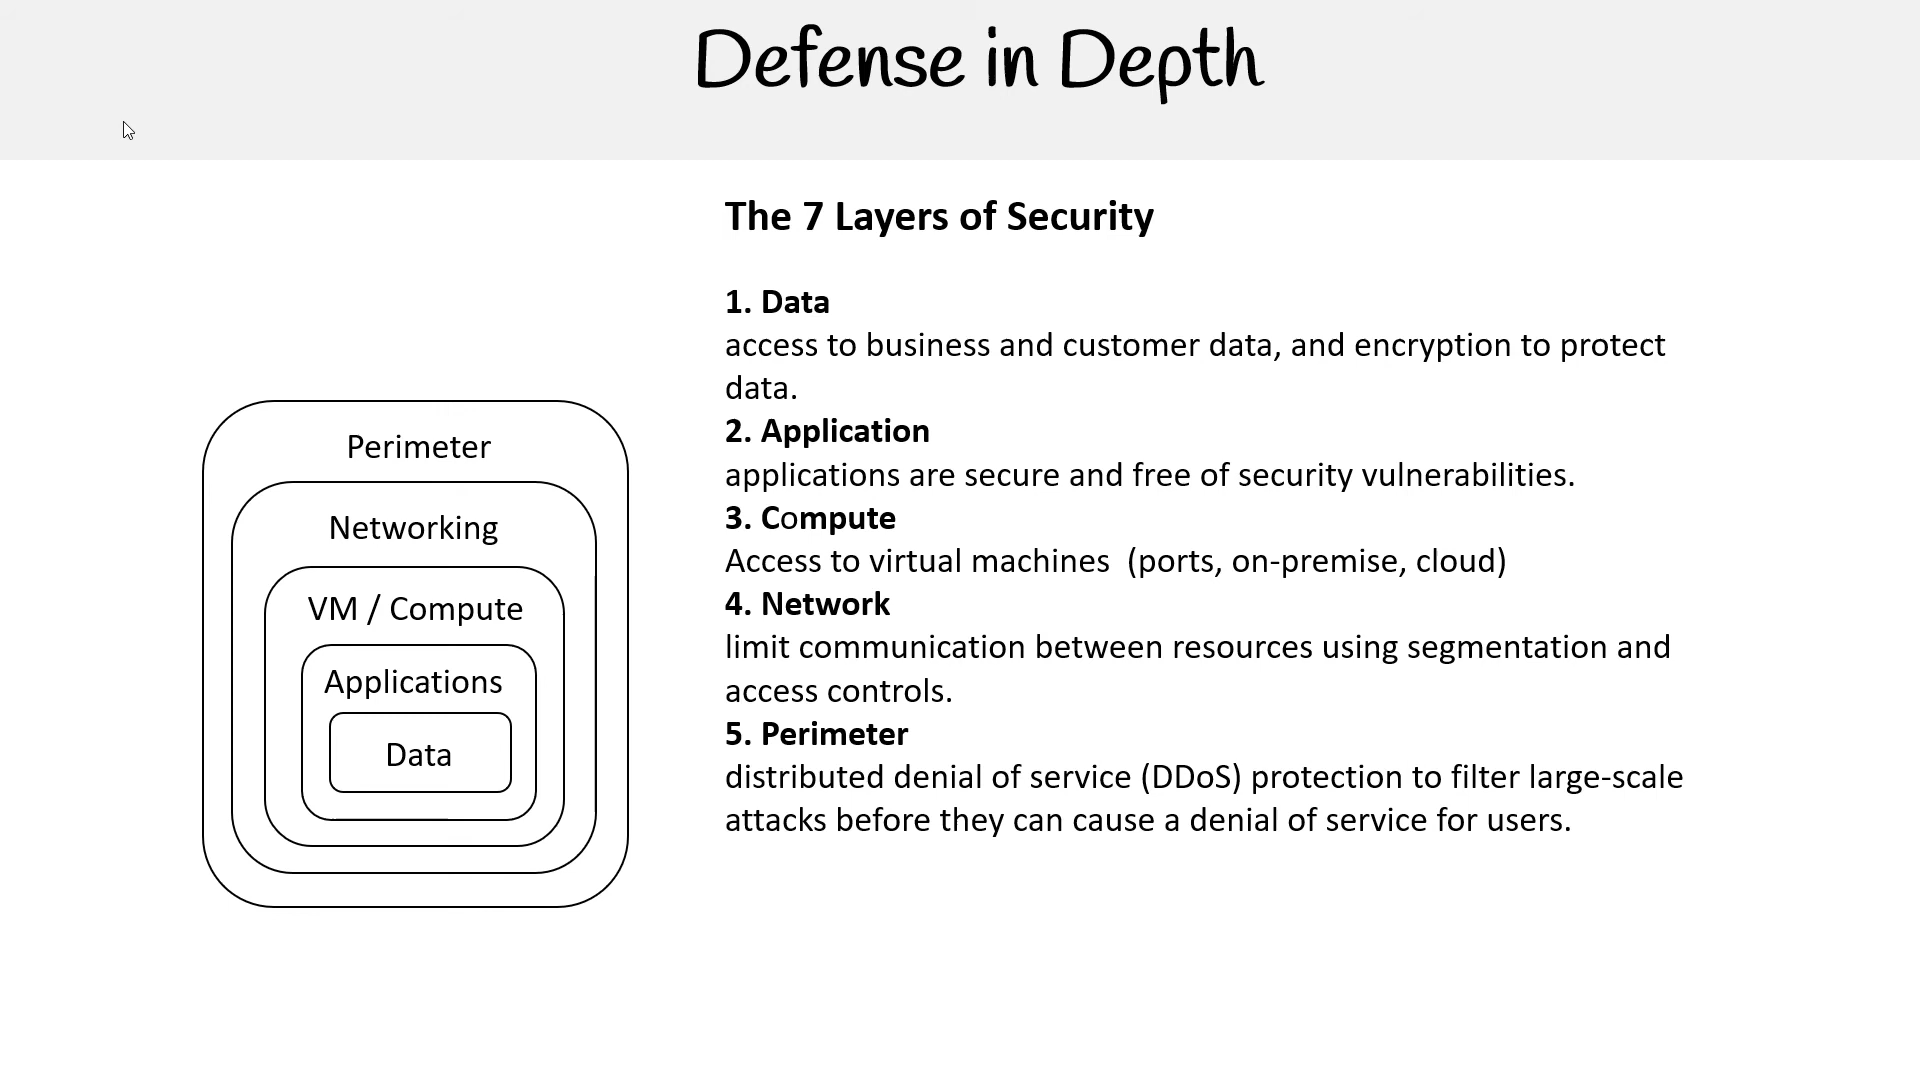 Defense in Depth
The 7 Layers of Security
1. Data
access to business and customer data, and encryption to protect
data.
2. Application
applications are secure and free of security vulnerabilities.
3. Compute
Access to virtual machines  (ports, on-premise, cloud)
4. Network
limit communication between resources using segmentation and
access controls.
5. Perimeter
distributed denial of service (DDoS) protection to filter large-scale
attacks before they can cause a denial of service for users.
Perimeter
Networking
VM / Compute
Applications
Data